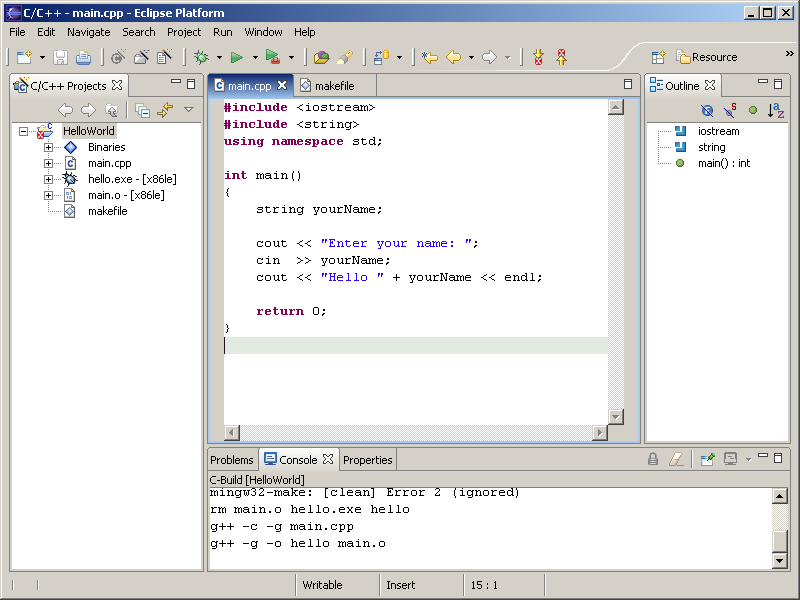 C/C++ - main.cpp - Eclipse Platform
File Edit Navigate Search Project Run Window Help
Resource
C/C++ Projects
HelloWorld
Binaries
main.cpp
hello.exe - [x86le]
main.o - [x86le]
makefile
main.cpp makefile
#include <iostream>
#include <string>
using namespace std;
int main()
{
string yourName;
cout << "Enter your name: ";
cin >> yourName;
cout << "Hello " + yourName << endl;
return 0;
}
Outline
iostream
string
main() : int
Problems Console Properties
C-Build [HelloWorld]
mingw32-make: [clean] Error 2 (ignored)
rm main.o hello.exe hello
g++ -c -g main.cpp
g++ -g -o hello main.o
Writable Insert 15 : 1